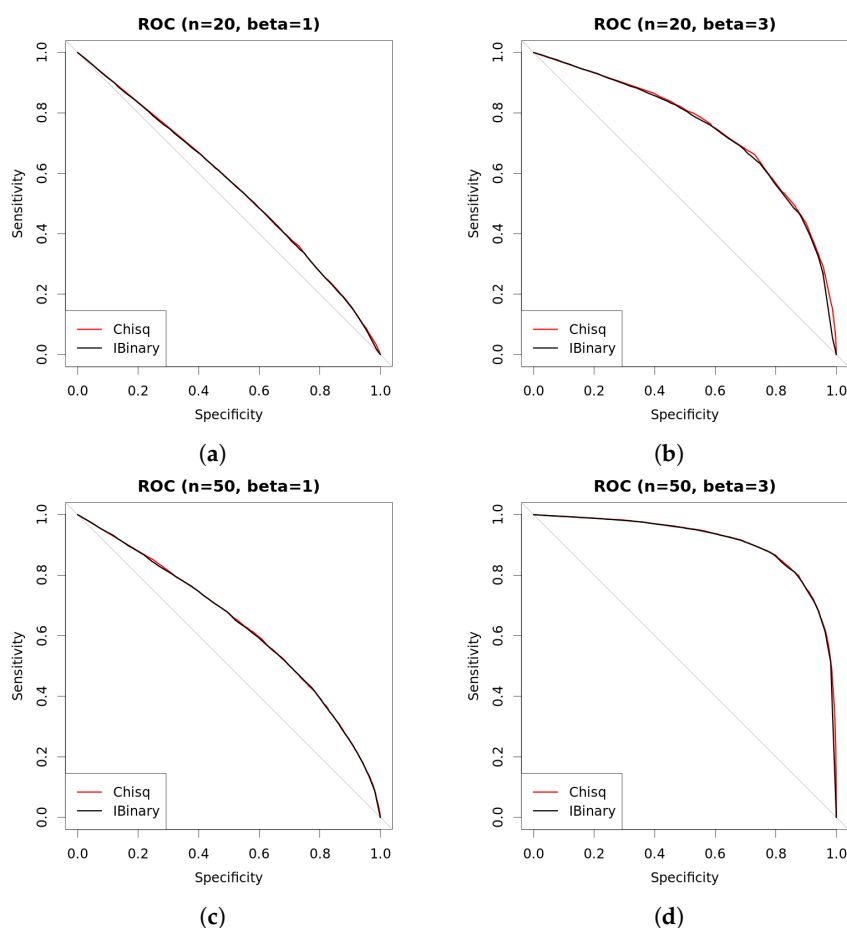 ROC (n=20, beta=1)
Sensitivity
0.0 0.2 0.4 0.6 0.8 1.0
Chisq
IBinary
0.0 0.2 0.4 0.6 0.8 1.0
Specificity
(a)
ROC (n=20, beta=3)
Sensitivity
0.0 0.2 0.4 0.6 0.8 1.0
Chisq
IBinary
0.0 0.2 0.4 0.6 0.8 1.0
Specificity
(b)
ROC (n=50, beta=1)
Sensitivity
0.0 0.2 0.4 0.6 0.8 1.0
Chisq
IBinary
0.0 0.2 0.4 0.6 0.8 1.0
Specificity
(c)
ROC (n=50, beta=3)
Sensitivity
0.0 0.2 0.4 0.6 0.8 1.0
Chisq
IBinary
0.0 0.2 0.4 0.6 0.8 1.0
Specificity
(d)